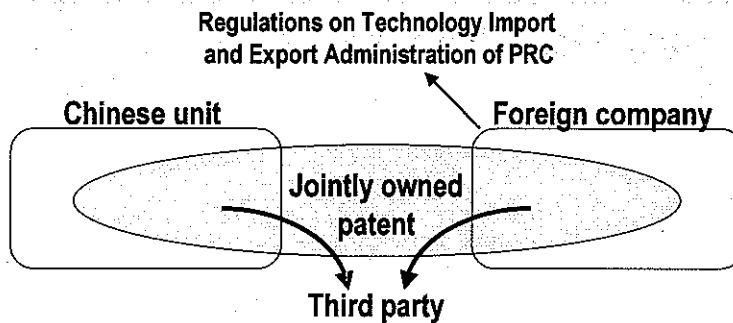 Regulations on Technology Import
and Export Administration of PRC
Chinese unit
Foreign company
Jointly owned
patent
Third party